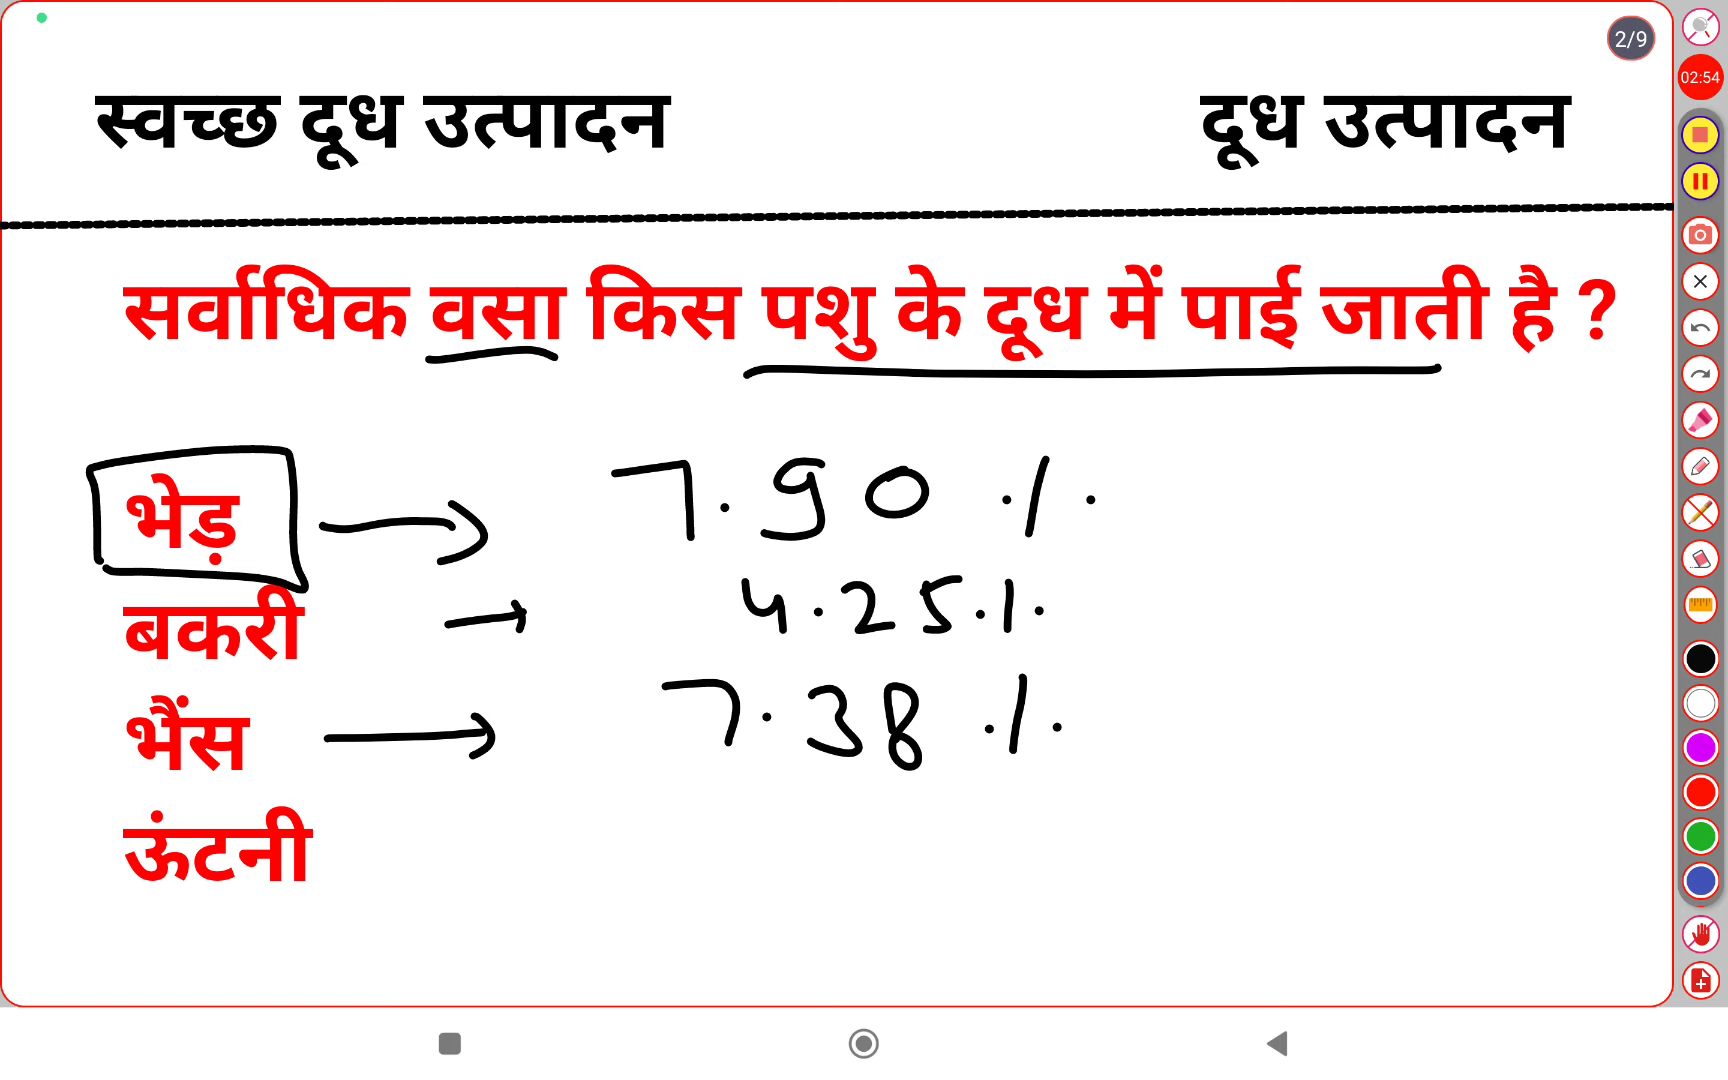 2/9
02:54
स्वच्छ दूध उत्पादन दूध उत्पादन
सर्वाधिक वसा किस पशु के दूध में पाई जाती है ?
भेड़ → 7.90 %
बकरी → 4.25 %
भैंस → 7.38 %
ऊंटनी